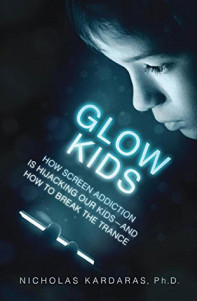 GLOW
KIDS
HOW SCREEN ADDICTION
IS HIJACKING OUR KIDS—AND
HOW TO BREAK THE TRANCE
NICHOLAS KARDARAS, Ph.D.